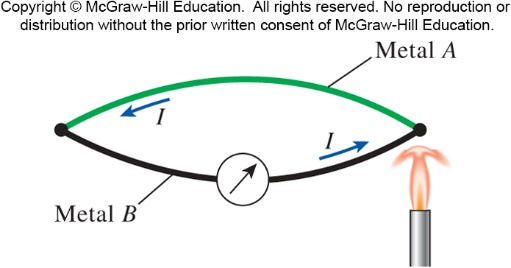 Copyright © McGraw-Hill Education. All rights reserved. No reproduction or
distribution without the prior written consent of McGraw-Hill Education.
Metal A
I
I
Metal B